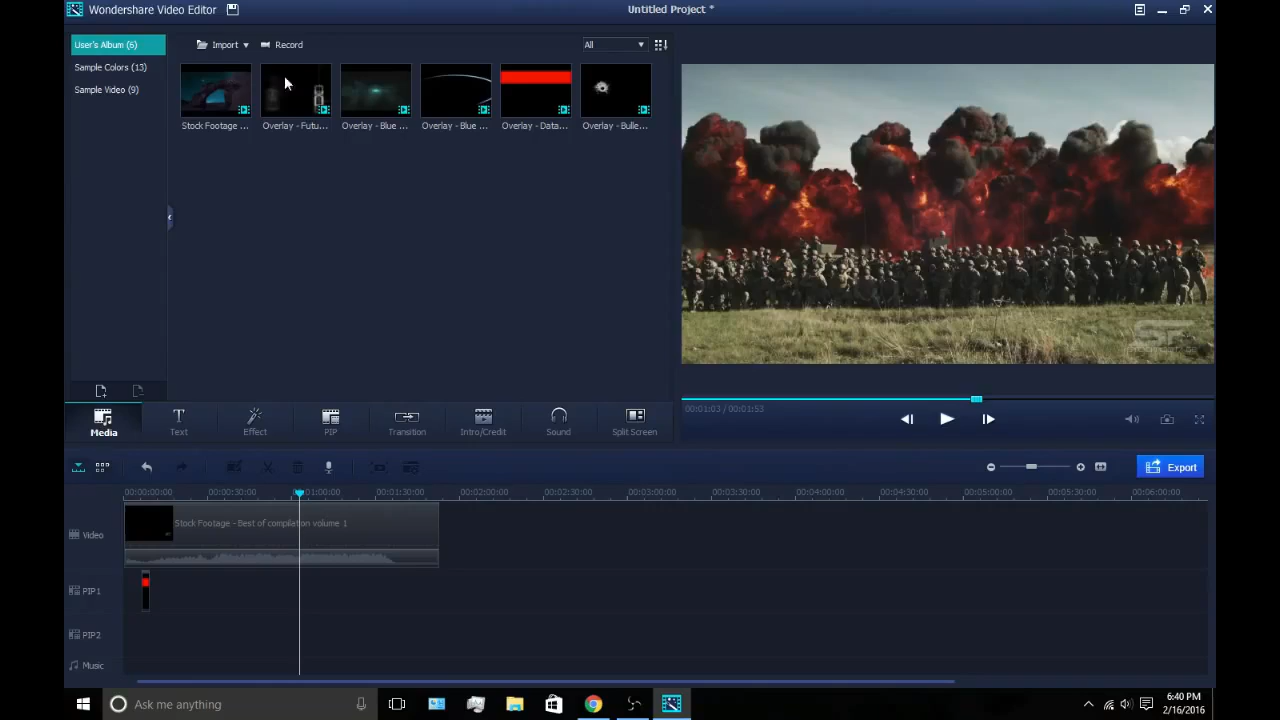 Wondershare Video Editor
Untitled Project *
User's Album (6)
Sample Colors (13)
Sample Video (9)
Import
Record
All
Stock Footage ...
Overlay - Futu...
Overlay - Blue ...
Overlay - Blue ...
Overlay - Data...
Overlay - Bulle...
00:01:03 / 00:01:53
Media
Text
Effect
PIP
Transition
Intro/Credit
Sound
Split Screen
Export
00:00:00:00
00:00:30:00
00:01:00:00
00:01:30:00
00:02:00:00
00:02:30:00
00:03:00:00
00:03:30:00
00:04:00:00
00:04:30:00
00:05:00:00
00:05:30:00
00:06:00:00
Video
Stock Footage - Best of compilation volume 1
PIP1
PIP2
Music
Ask me anything
6:40 PM
2/16/2016